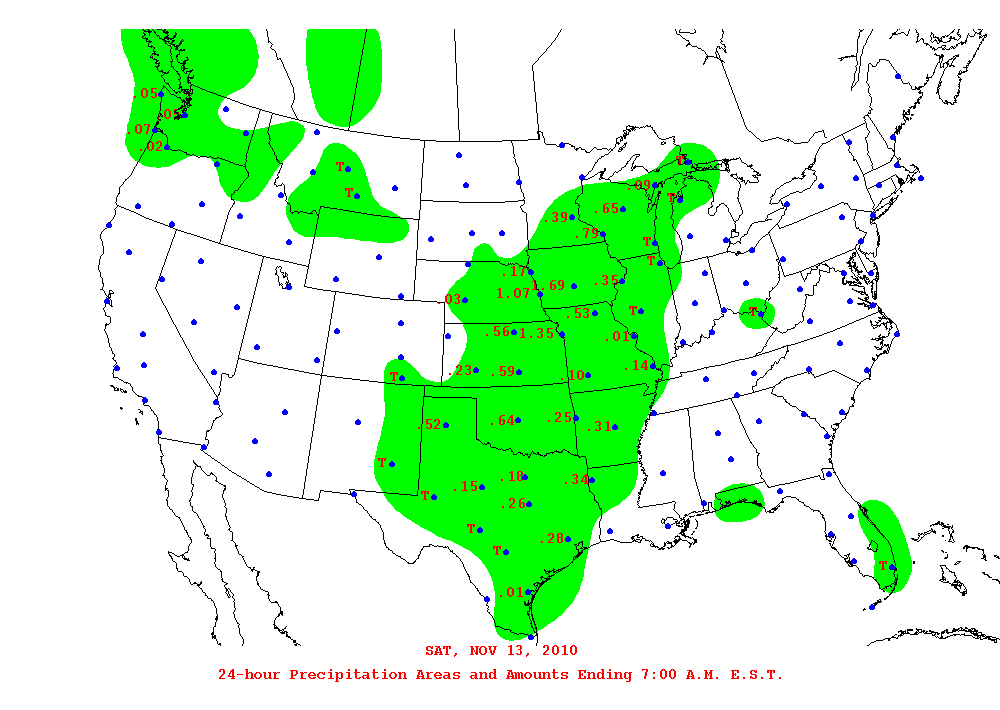 .05
.05
.07
.02
T
T
T
.09
T
.39
.65
.79
T
T
.17
1.69
.35
.03
1.07
.53
T
.56
1.35
.01
.23
.59
.10
.14
T
T
.52
.64
.25
.31
T
.18
.34
.15
T
.26
T
.28
T
T
.01
SAT, NOV 13, 2010
24-hour Precipitation Areas and Amounts Ending 7:00 A.M. E.S.T.